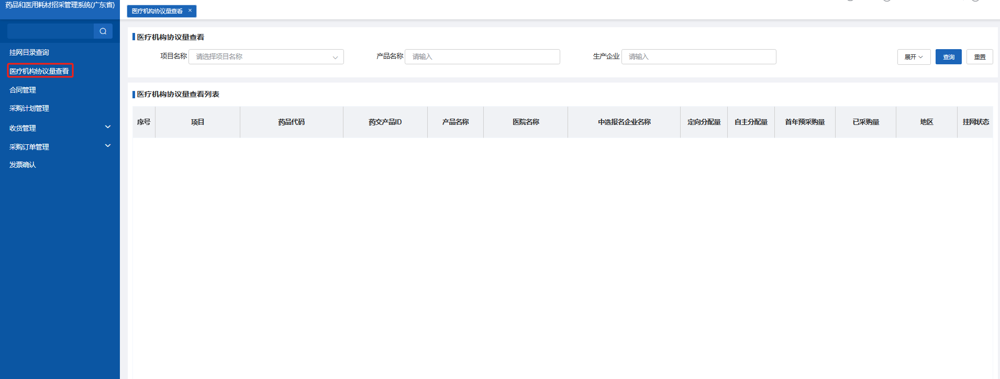 药品和医用耗材招采管理系统(广东省)
医疗机构协议量查看 ×
挂网目录查询
医疗机构协议量查看
合同管理
采购计划管理
收货管理
采购订单管理
发票确认
医疗机构协议量查看
项目名称 请选择项目名称 产品名称 请输入 生产企业 请输入 展开 查询 重置
医疗机构协议量查看列表
序号 项目 药品代码 药交产品ID 产品名称 医院名称 中选报名企业名称 定向分配量 自主分配量 首年预采购量 已采购量 地区 挂网状态